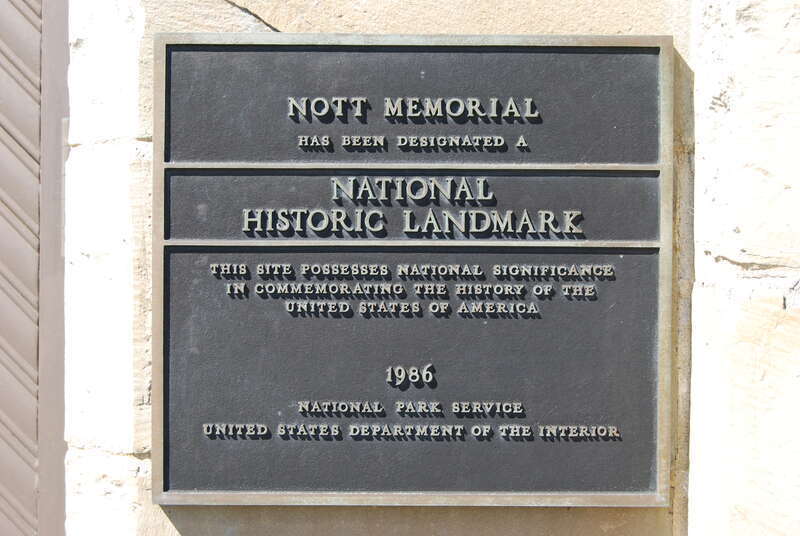 NOTT MEMORIAL
HAS BEEN DESIGNATED A
NATIONAL
HISTORIC LANDMARK
THIS SITE POSSESSES NATIONAL SIGNIFICANCE
IN COMMEMORATING THE HISTORY OF THE
UNITED STATES OF AMERICA
1986
NATIONAL PARK SERVICE
UNITED STATES DEPARTMENT OF THE INTERIOR